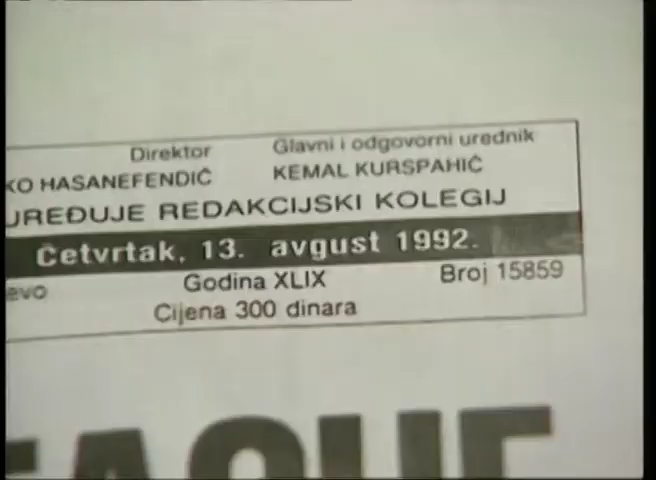 Direktor Glavni i odgovorni urednik
KO HASANEFENDIĆ KEMAL KURSPAHIĆ
UREĐUJE REDAKCIJSKI KOLEGIJ
Četvrtak, 13. avgust 1992.
evo Godina XLIX Broj 15859
Cijena 300 dinara